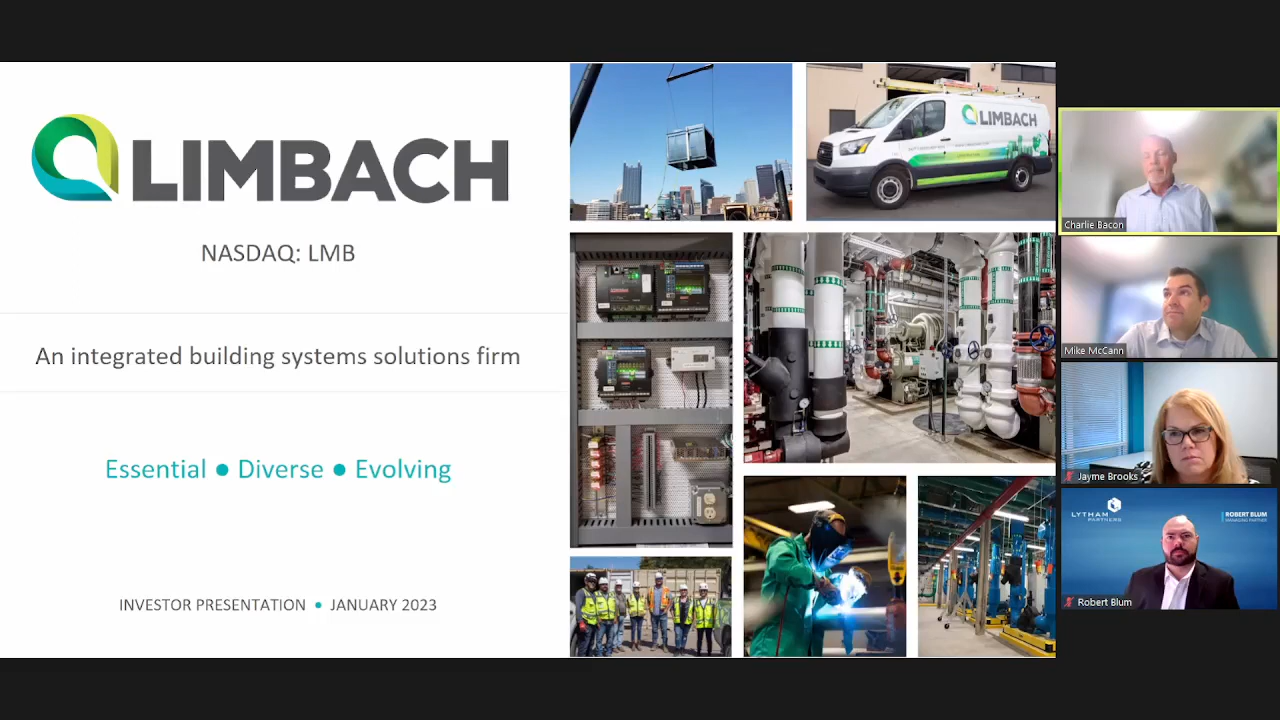 LIMBACH
NASDAQ: LMB
An integrated building systems solutions firm
Essential ● Diverse ● Evolving
INVESTOR PRESENTATION ● JANUARY 2023
LIMBACH
Charlie Bacon
Mike McCann
Jayme Brooks
LYTHAM
PARTNERS
ROBERT BLUM
MANAGING PARTNER
Robert Blum